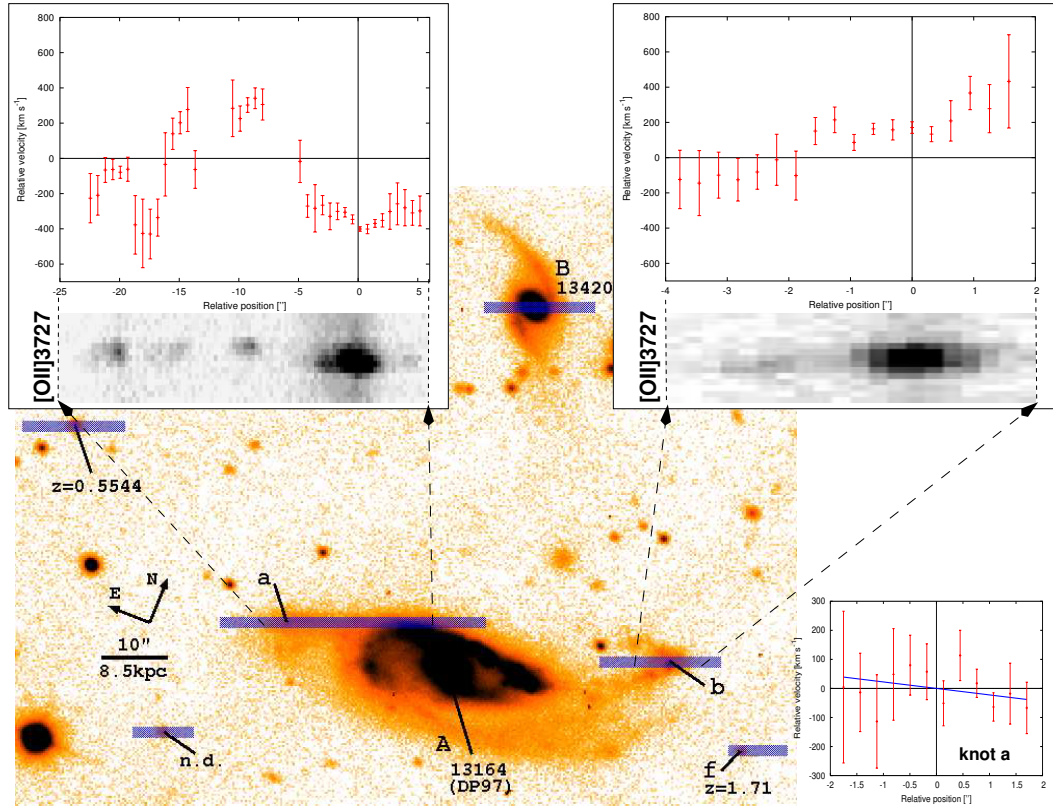 800
600
400
200
0
-200
-400
-600
-25
-20
-15
-10
-5
0
5
Relative velocity [km s⁻¹]
Relative position ["]
[OII]3727
800
600
400
200
0
-200
-400
-600
-4
-3
-2
-1
0
1
2
Relative velocity [km s⁻¹]
Relative position ["]
[OII]3727
B
13420
z=0.5544
a
N
E
10"
8.5kpc
b
n.d.
A
13164
(DP97)
f
z=1.71
300
200
100
0
-100
-200
-300
-2
-1.5
-1
-0.5
0
0.5
1
1.5
2
Relative velocity [km s⁻¹]
Relative position ["]
knot a